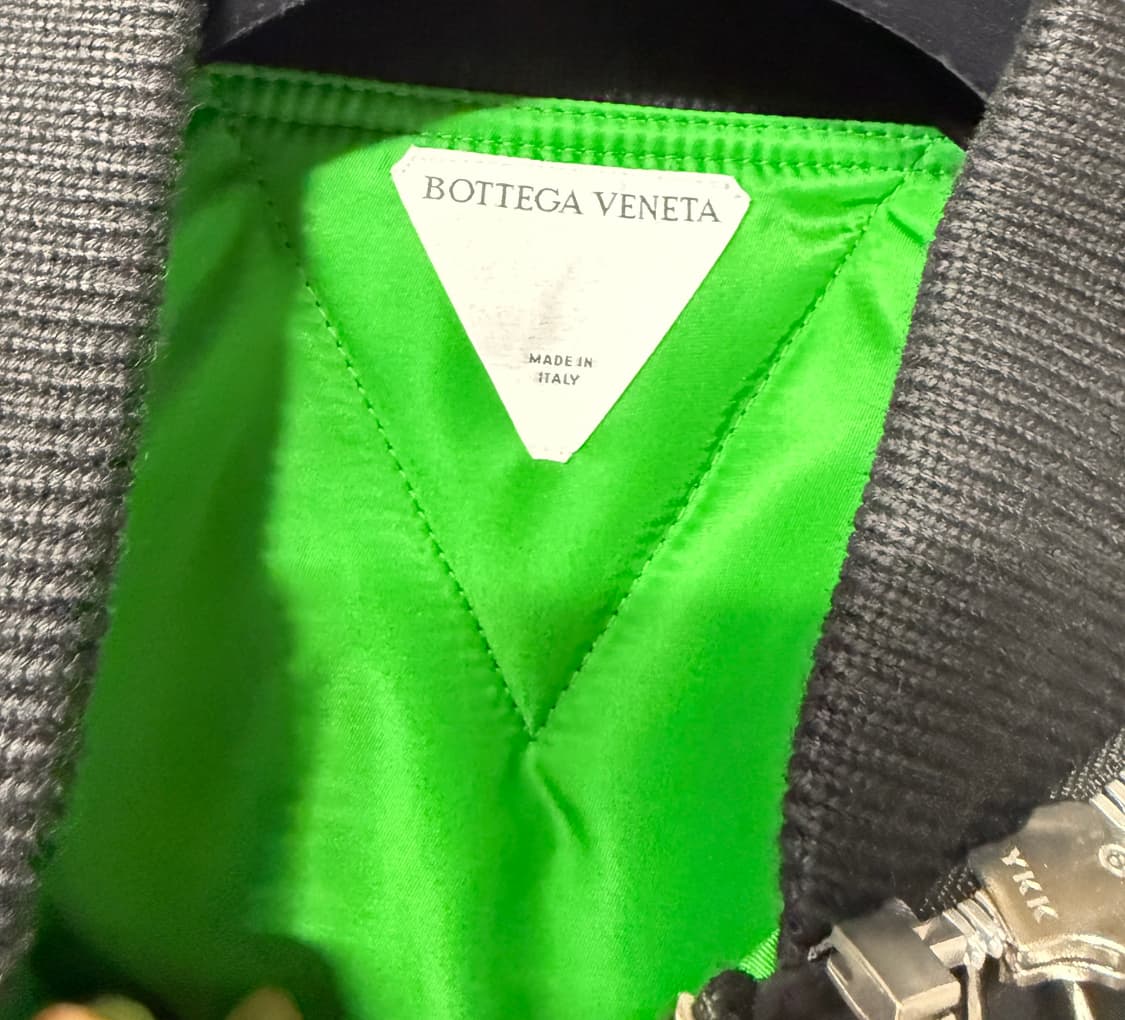 BOTTEGA VENETA
MADE IN
ITALY
YKK